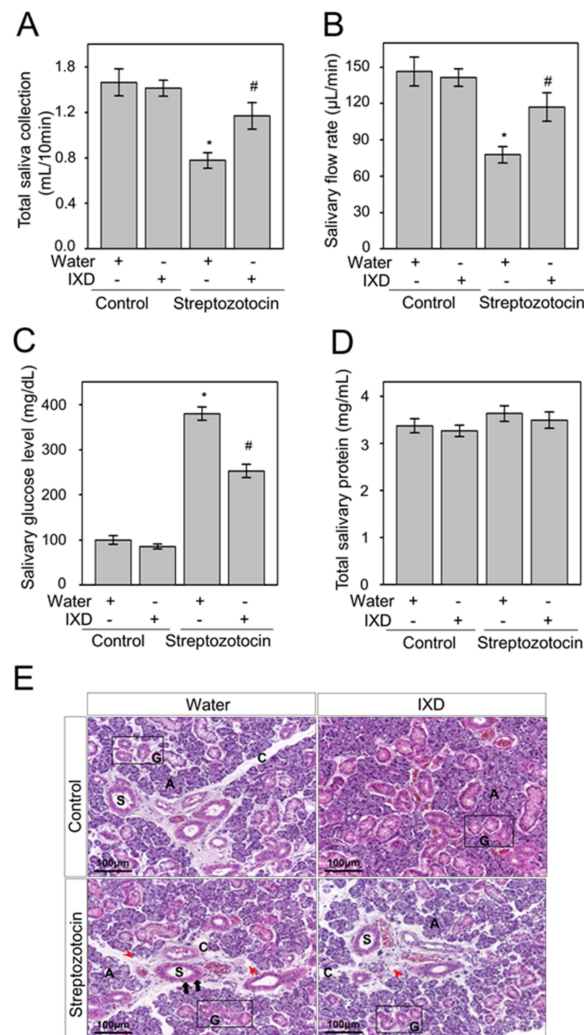 A
Total saliva collection
(mL/10min)
1.8
1.2
0.8
1.4
0.0
*
#
Water + - + -
IXD - + - +
Control Streptozotocin
B
Salivary flow rate (µL/min)
150
120
90
60
30
0
*
#
Water + - + -
IXD - + - +
Control Streptozotocin
C
Salivary glucose level (mg/dL)
400
300
200
100
0
*
#
Water + - + -
IXD - + - +
Control Streptozotocin
D
Total salivary protein (mg/mL)
4
3
2
1
0
Water + - + -
IXD - + - +
Control Streptozotocin
E
Water IXD
Control
G
A
C
S
100µm
A
G
100µm
Streptozotocin
C
A
S
G
100µm
A
S
C
G
100µm